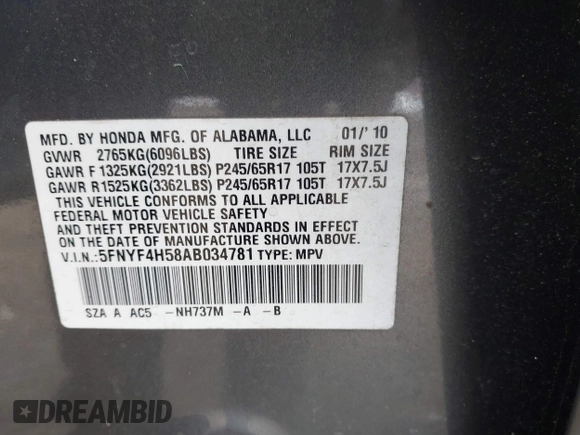 MFD. BY HONDA MFG. OF ALABAMA, LLC 01/'10
GVWR 2765KG(6096LBS) TIRE SIZE RIM SIZE
GAWR F 1325KG(2921LBS) P245/65R17 105T 17X7.5J
GAWR R 1525KG(3362LBS) P245/65R17 105T 17X7.5J
THIS VEHICLE CONFORMS TO ALL APPLICABLE
FEDERAL MOTOR VEHICLE SAFETY
AND THEFT PREVENTION STANDARDS IN EFFECT
ON THE DATE OF MANUFACTURE SHOWN ABOVE.
V.I.N.:5FNYF4H58AB034781 TYPE: MPV
SZA A AC5 -NH737M -A -B
DREAMBID